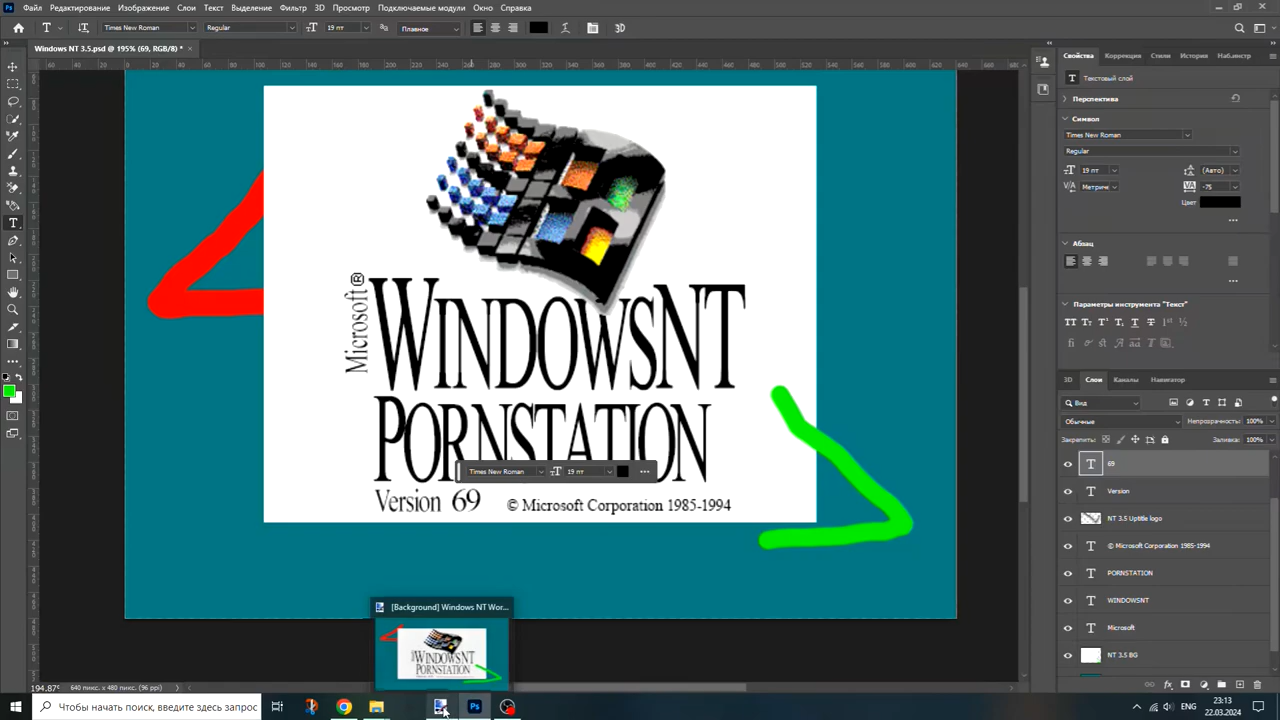 Файл Редактирование Изображение Слои Текст Выделение Фильтр 3D Просмотр Подключаемые модули Окно Справка
Times New Roman Regular 19 пт Плавное 3D
Windows NT 3.5.psd @ 195% (69, RGB/8) *
Microsoft®
WINDOWSNT
PORNSTATION
Version 69 © Microsoft Corporation 1985-1994
Times New Roman 19 пт
[Background] Windows NT Wor...
194.87% 640 пикс. x 480 пикс. (96 ppi)
Свойства Коррекция Стили История На6иктр
Текстовый слой
Перспектива
Символ
Times New Roman
Regular
19 пт (Авто)
Метрич -75
Цвет
Абзац
Параметры инструмента "Текст"
3D Слои Каналы Навигатор
Вид
Обычные Непрозрачность: 100%
Закрепить: Заливка: 100%
69
Version
NT 3.5 Uptitle logo
© Microsoft Corporation 1985-1994
PORNSTATION
WINDOWSNT
Microsoft
NT 3.5 BG
Чтобы начать поиск, введите здесь запрос
ENG
23:13
22.03.2024